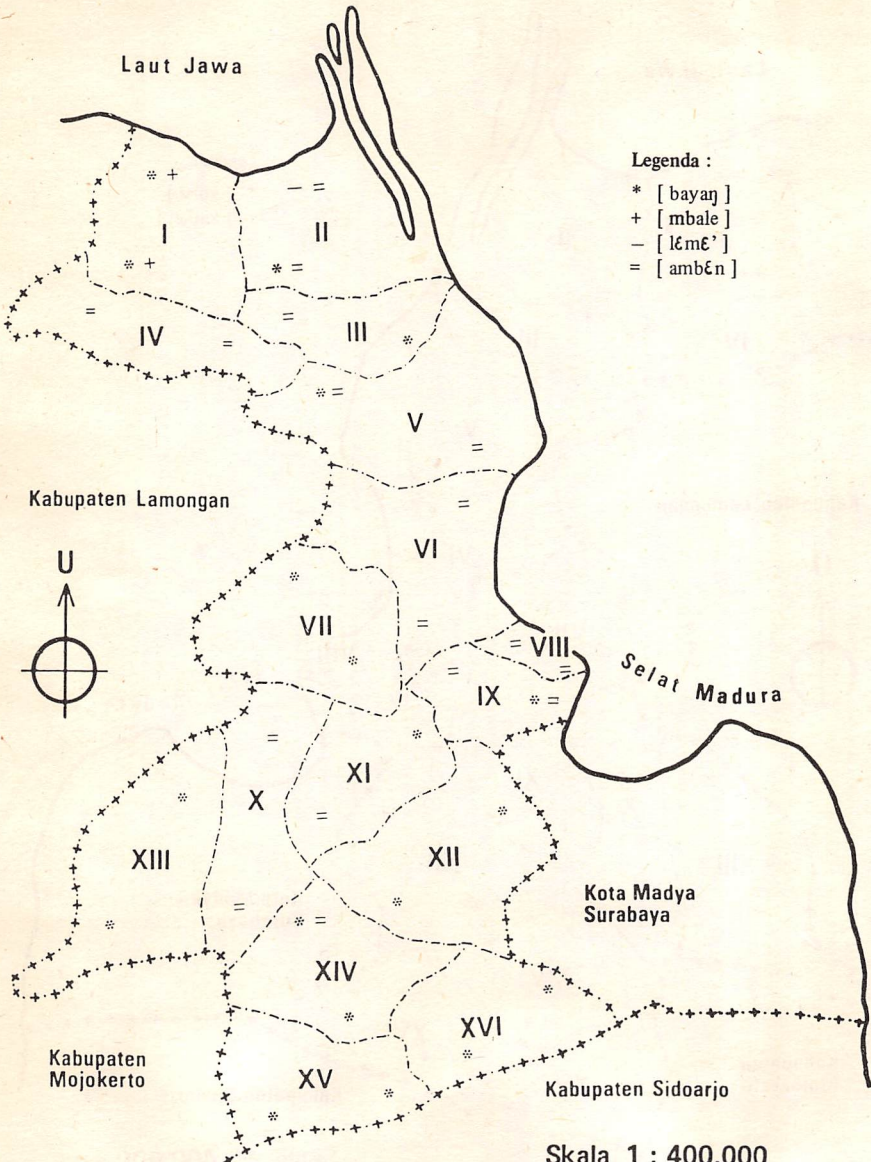 Laut Jawa
Legenda :
* [ bayaŋ ]
+ [ mbale ]
– [ lɛmɛ’ ]
= [ ambɛn ]
* +
– =
I
II
* +
* =
=
=
III
*
IV
=
* =
V
=
Kabupaten Lamongan
=
VI
U
*
VII
=
*
=
VIII
=
Selat Madura
=
IX
* =
=
*
XI
*
X
=
*
XIII
XII
*
Kota Madya
Surabaya
=
* =
*
XIV
*
*
XVI
*
Kabupaten
Mojokerto
XV
*
*
Kabupaten Sidoarjo
Skala 1 : 400.000